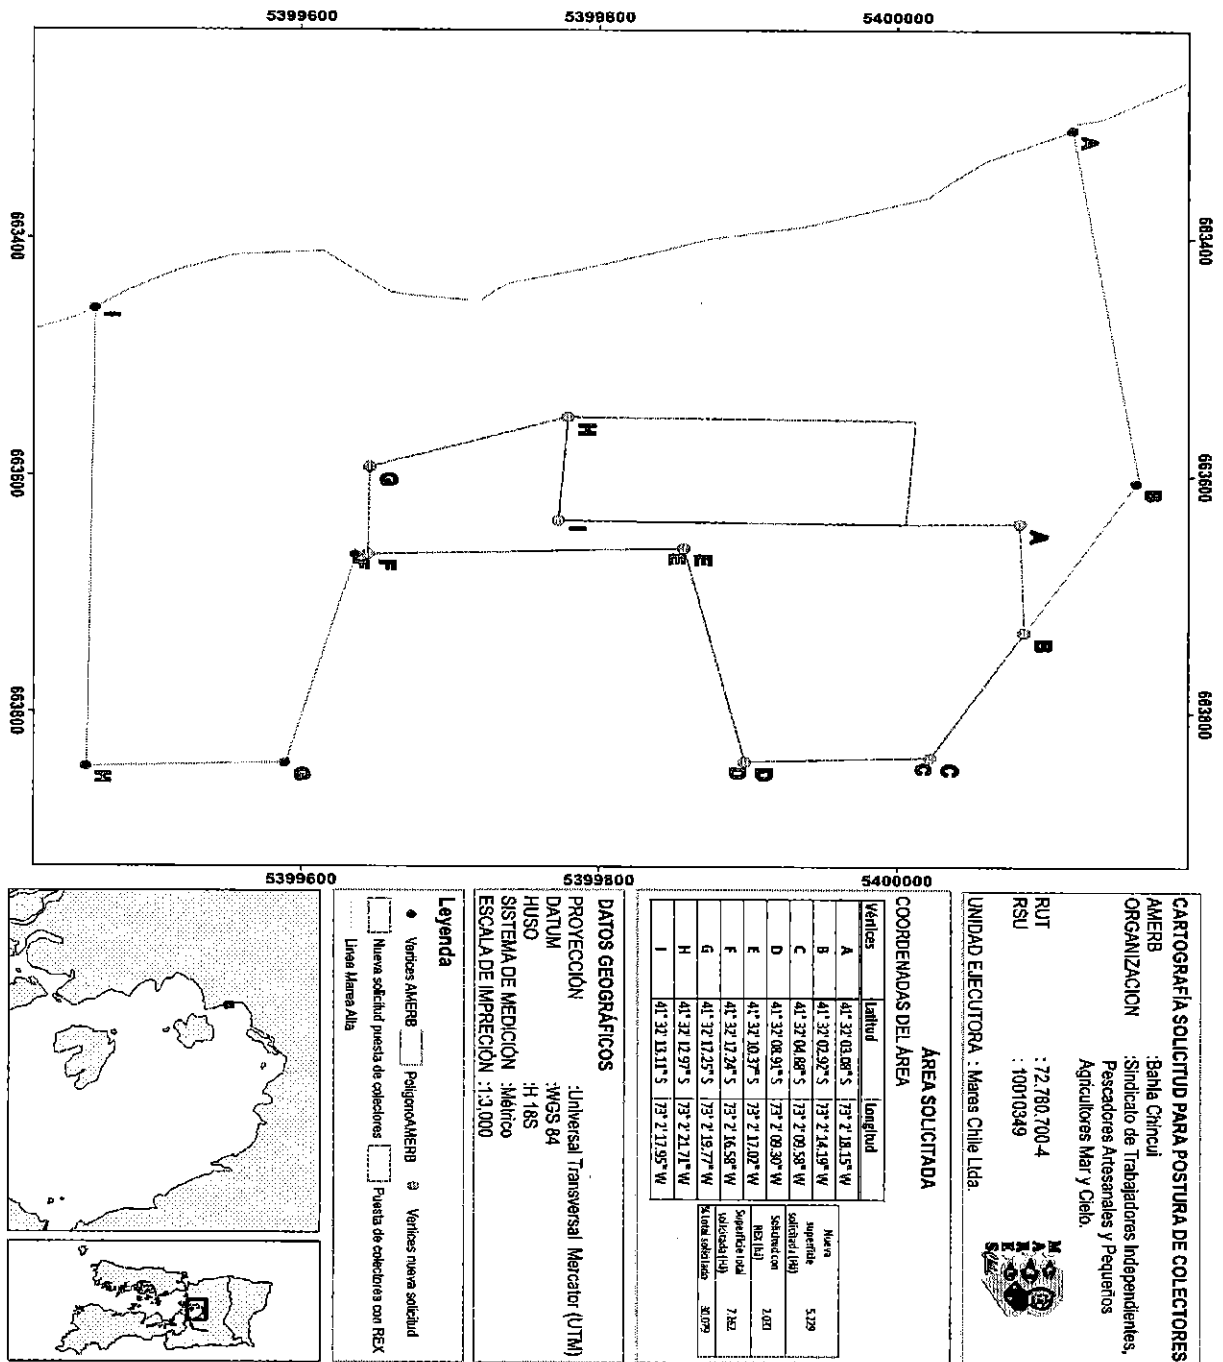 CARTOGRAFÍA SOLICITUD PARA POSTURA DE COLECTORES
AMERB :Bahía Chincui
ORGANIZACION :Sindicato de Trabajadores Independientes,
Pescadores Artesanales y Pequeños
Agricultores Mar y Cielo.
RUT :72.780.700-4
RSU : 10010349
UNIDAD EJECUTORA : Mares Chile Ltda.
MARES
Chile
ÁREA SOLICITADA
COORDENADAS DEL ÁREA
Vértices Latitud Longitud
A 41° 32' 03.08" S 73° 2' 18.15" W
B 41° 32' 02.92" S 73° 2' 14.19" W
C 41° 32' 04.88" S 73° 2' 09.58" W
D 41° 32' 08.91" S 73° 2' 09.30" W
E 41° 32' 10.37" S 73° 2' 17.02" W
F 41° 32' 17.24" S 73° 2' 16.58" W
G 41° 32' 17.25" S 73° 2' 19.77" W
H 41° 32' 12.97" S 73° 2' 21.71" W
I 41° 32' 13.11" S 73° 2' 17.95" W
Nueva superficie solicitada (Há) 5.229
Solicitud con REX (há)
Superficie total solicitada (Há)
% total solicitado 30.079
DATOS GEOGRÁFICOS
PROYECCIÓN :Universal Transversal Mercator (UTM)
DATUM :WGS 84
HUSO :H 18S
SISTEMA DE MEDICIÓN :Métrico
ESCALA DE IMPRECIÓN :1:3.000
Leyenda
Vertices AMERB
PoligonoAMERB
Vertices nueva solicitud
Nueva solicitud puesta de colectores
Puesta de colectores con REX
Linea Marea Alta
5399600
5399800
5400000
663400
663600
663800
663400
663600
663800
5399600
5399800
5400000
A
B
C
D
E
F
G
H
I
A
B
C
D
E
F
G
H
I